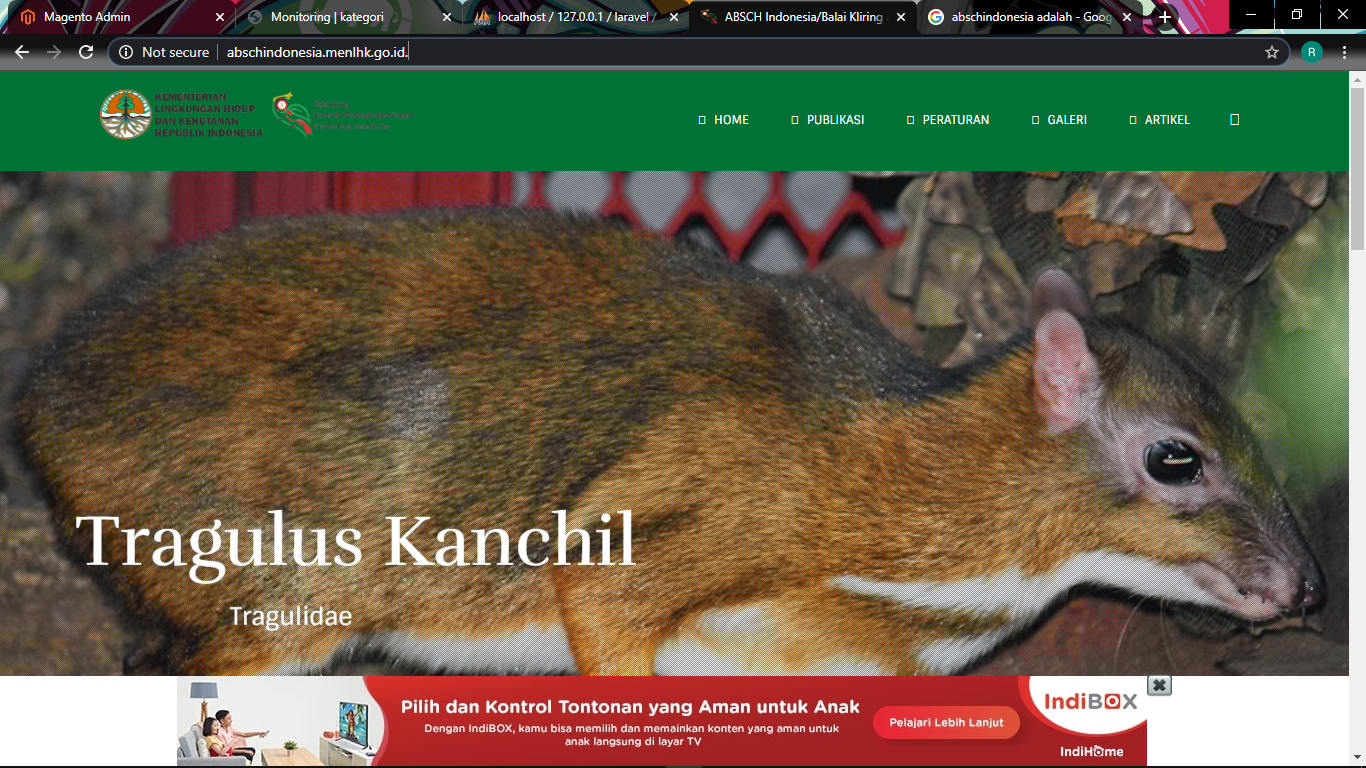 Magento Admin
Monitoring | kategori
localhost / 127.0.0.1 / laravel /
ABSCH Indonesia/Balai Kliring
abschindonesia adalah - Goog
Not secure
abschindonesia.menlhk.go.id.
R
KEMENTERIAN
LINGKUNGAN HIDUP
DAN KEHUTANAN
REPUBLIK INDONESIA
HOME
PUBLIKASI
PERATURAN
GALERI
ARTIKEL
Tragulus Kanchil
Tragulidae
Pilih dan Kontrol Tontonan yang Aman untuk Anak
Dengan IndiBOX, kamu bisa memilih dan memainkan konten yang aman untuk
anak langsung di layar TV
Pelajari Lebih Lanjut
IndiBOX
IndiHome